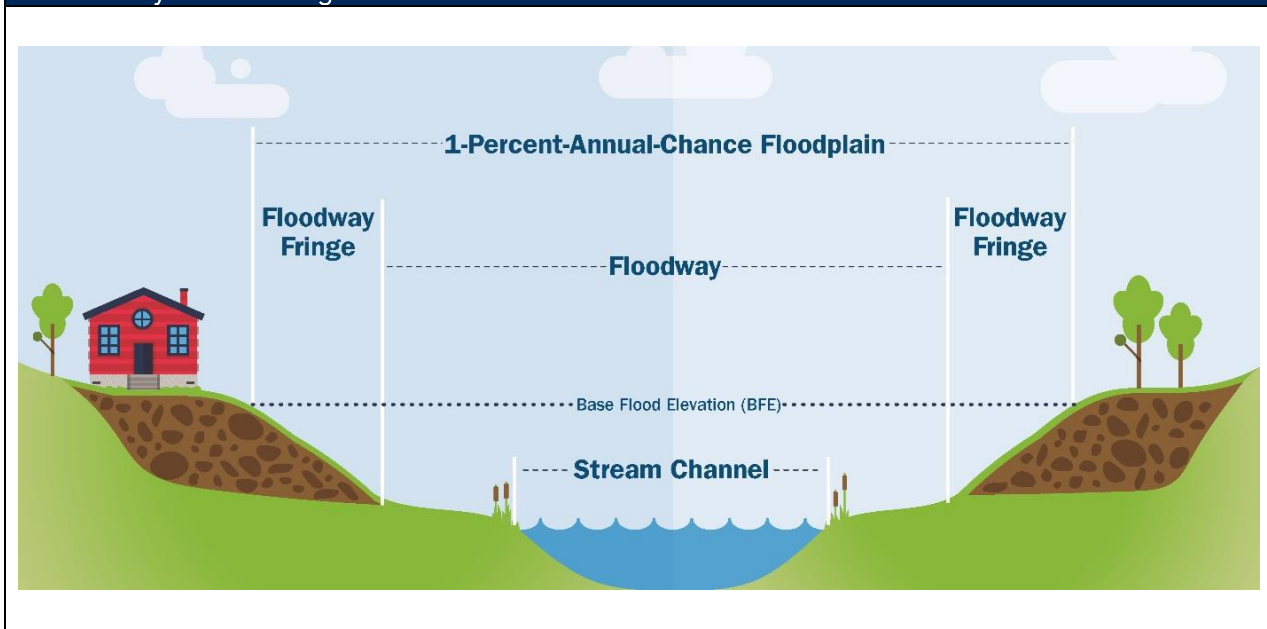 1-Percent-Annual-Chance Floodplain
Floodway
Fringe
Floodway
Floodway
Fringe
Base Flood Elevation (BFE)
Stream Channel